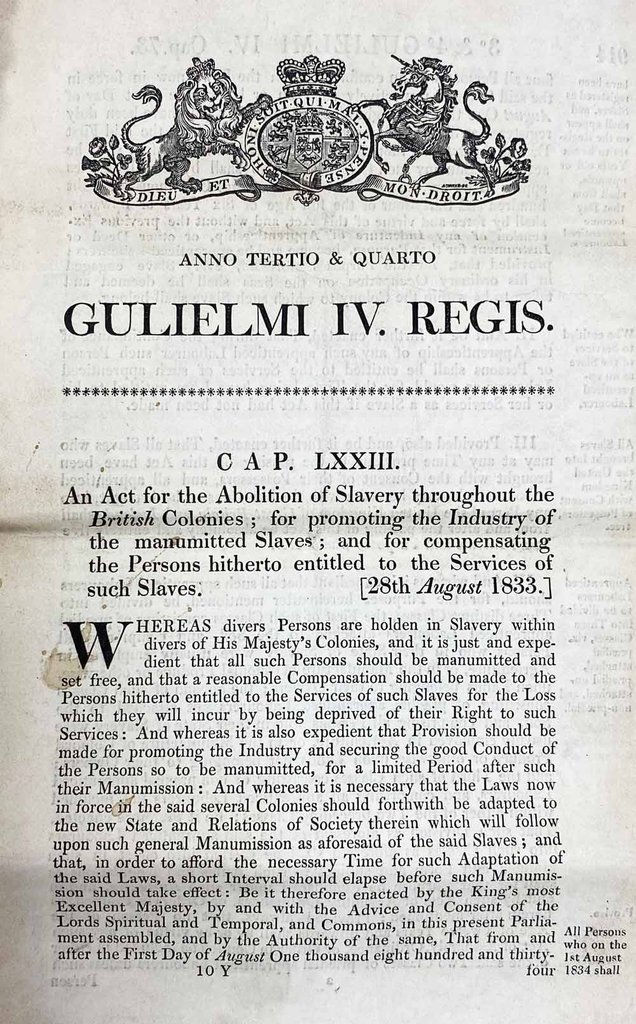 HONI SOIT QUI MAL Y PENSE
DIEU ET MON DROIT
ANNO TERTIO & QUARTO
GULIELMI IV. REGIS.
CAP. LXXIII.
An Act for the Abolition of Slavery throughout the
British Colonies; for promoting the Industry of
the manumitted Slaves; and for compensating
the Persons hitherto entitled to the Services of
such Slaves. [28th August 1833.]
WHEREAS divers Persons are holden in Slavery within
divers of His Majesty's Colonies, and it is just and expe-
dient that all such Persons should be manumitted and
set free, and that a reasonable Compensation should be made to the
Persons hitherto entitled to the Services of such Slaves for the Loss
which they will incur by being deprived of their Right to such
Services: And whereas it is also expedient that Provision should be
made for promoting the Industry and securing the good Conduct of
the Persons so to be manumitted, for a limited Period after such
their Manumission: And whereas it is necessary that the Laws now
in force in the said several Colonies should forthwith be adapted to
the new State and Relations of Society therein which will follow
upon such general Manumission as aforesaid of the said Slaves; and
that, in order to afford the necessary Time for such Adaptation of
the said Laws, a short Interval should elapse before such Manumis-
sion should take effect: Be it therefore enacted by the King's most
Excellent Majesty, by and with the Advice and Consent of the
Lords Spiritual and Temporal, and Commons, in this present Parlia-
ment assembled, and by the Authority of the same, That from and
after the First Day of August One thousand eight hundred and thirty-
10 Y four
All Persons
who on the
1st August
1834 shall